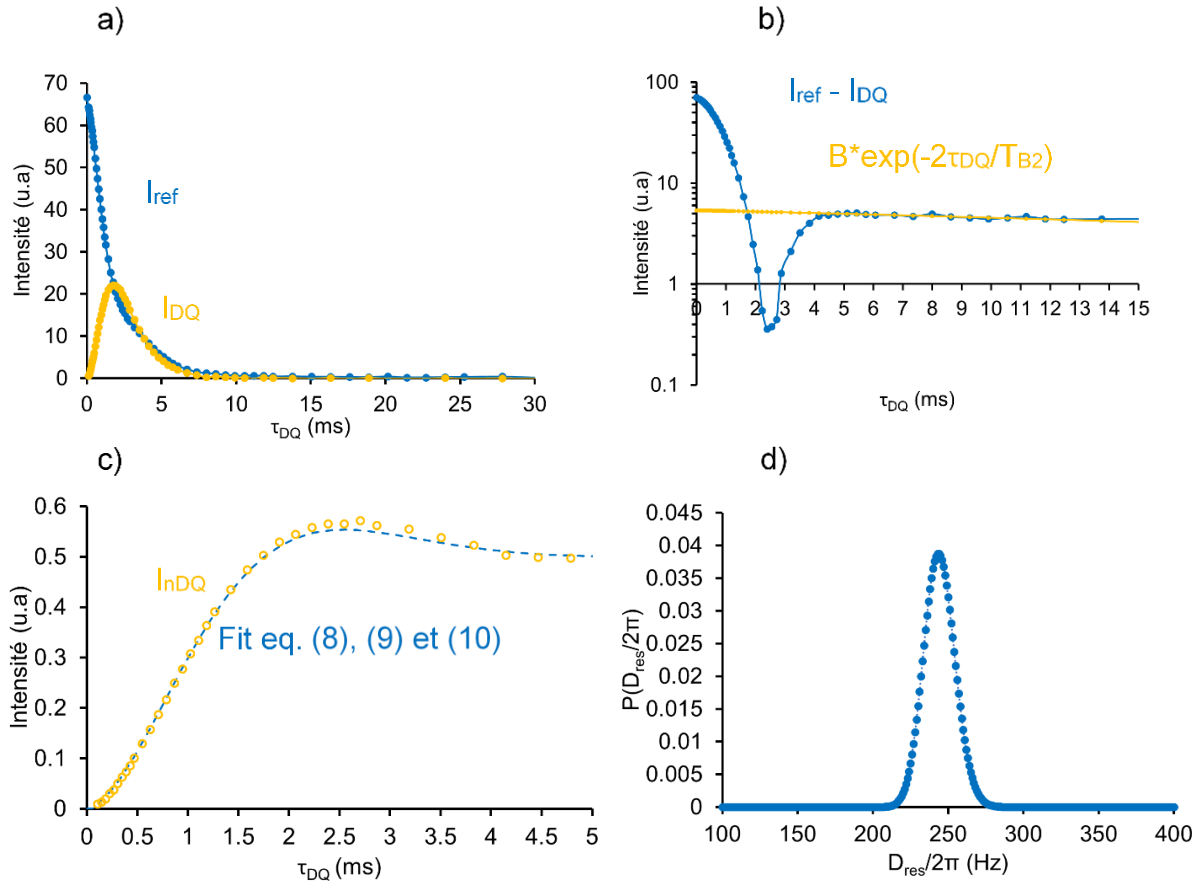 a)
70
60
50
40
30
20
10
0
Intensité (u.a)
Iref
IDQ
0 5 10 15 20 25 30
τDQ (ms)
b)
100
10
1
0.1
Intensité (u.a)
Iref - IDQ
B*exp(-2τDQ/TB2)
0 1 2 3 4 5 6 7 8 9 10 11 12 13 14 15
τDQ (ms)
c)
0.6
0.5
0.4
0.3
0.2
0.1
0
Intensité (u.a)
InDQ
Fit eq. (8), (9) et (10)
0 0.5 1 1.5 2 2.5 3 3.5 4 4.5 5
τDQ (ms)
d)
0.045
0.04
0.035
0.03
0.025
0.02
0.015
0.01
0.005
0
P(Dres/2π)
100 150 200 250 300 350 400
Dres/2π (Hz)